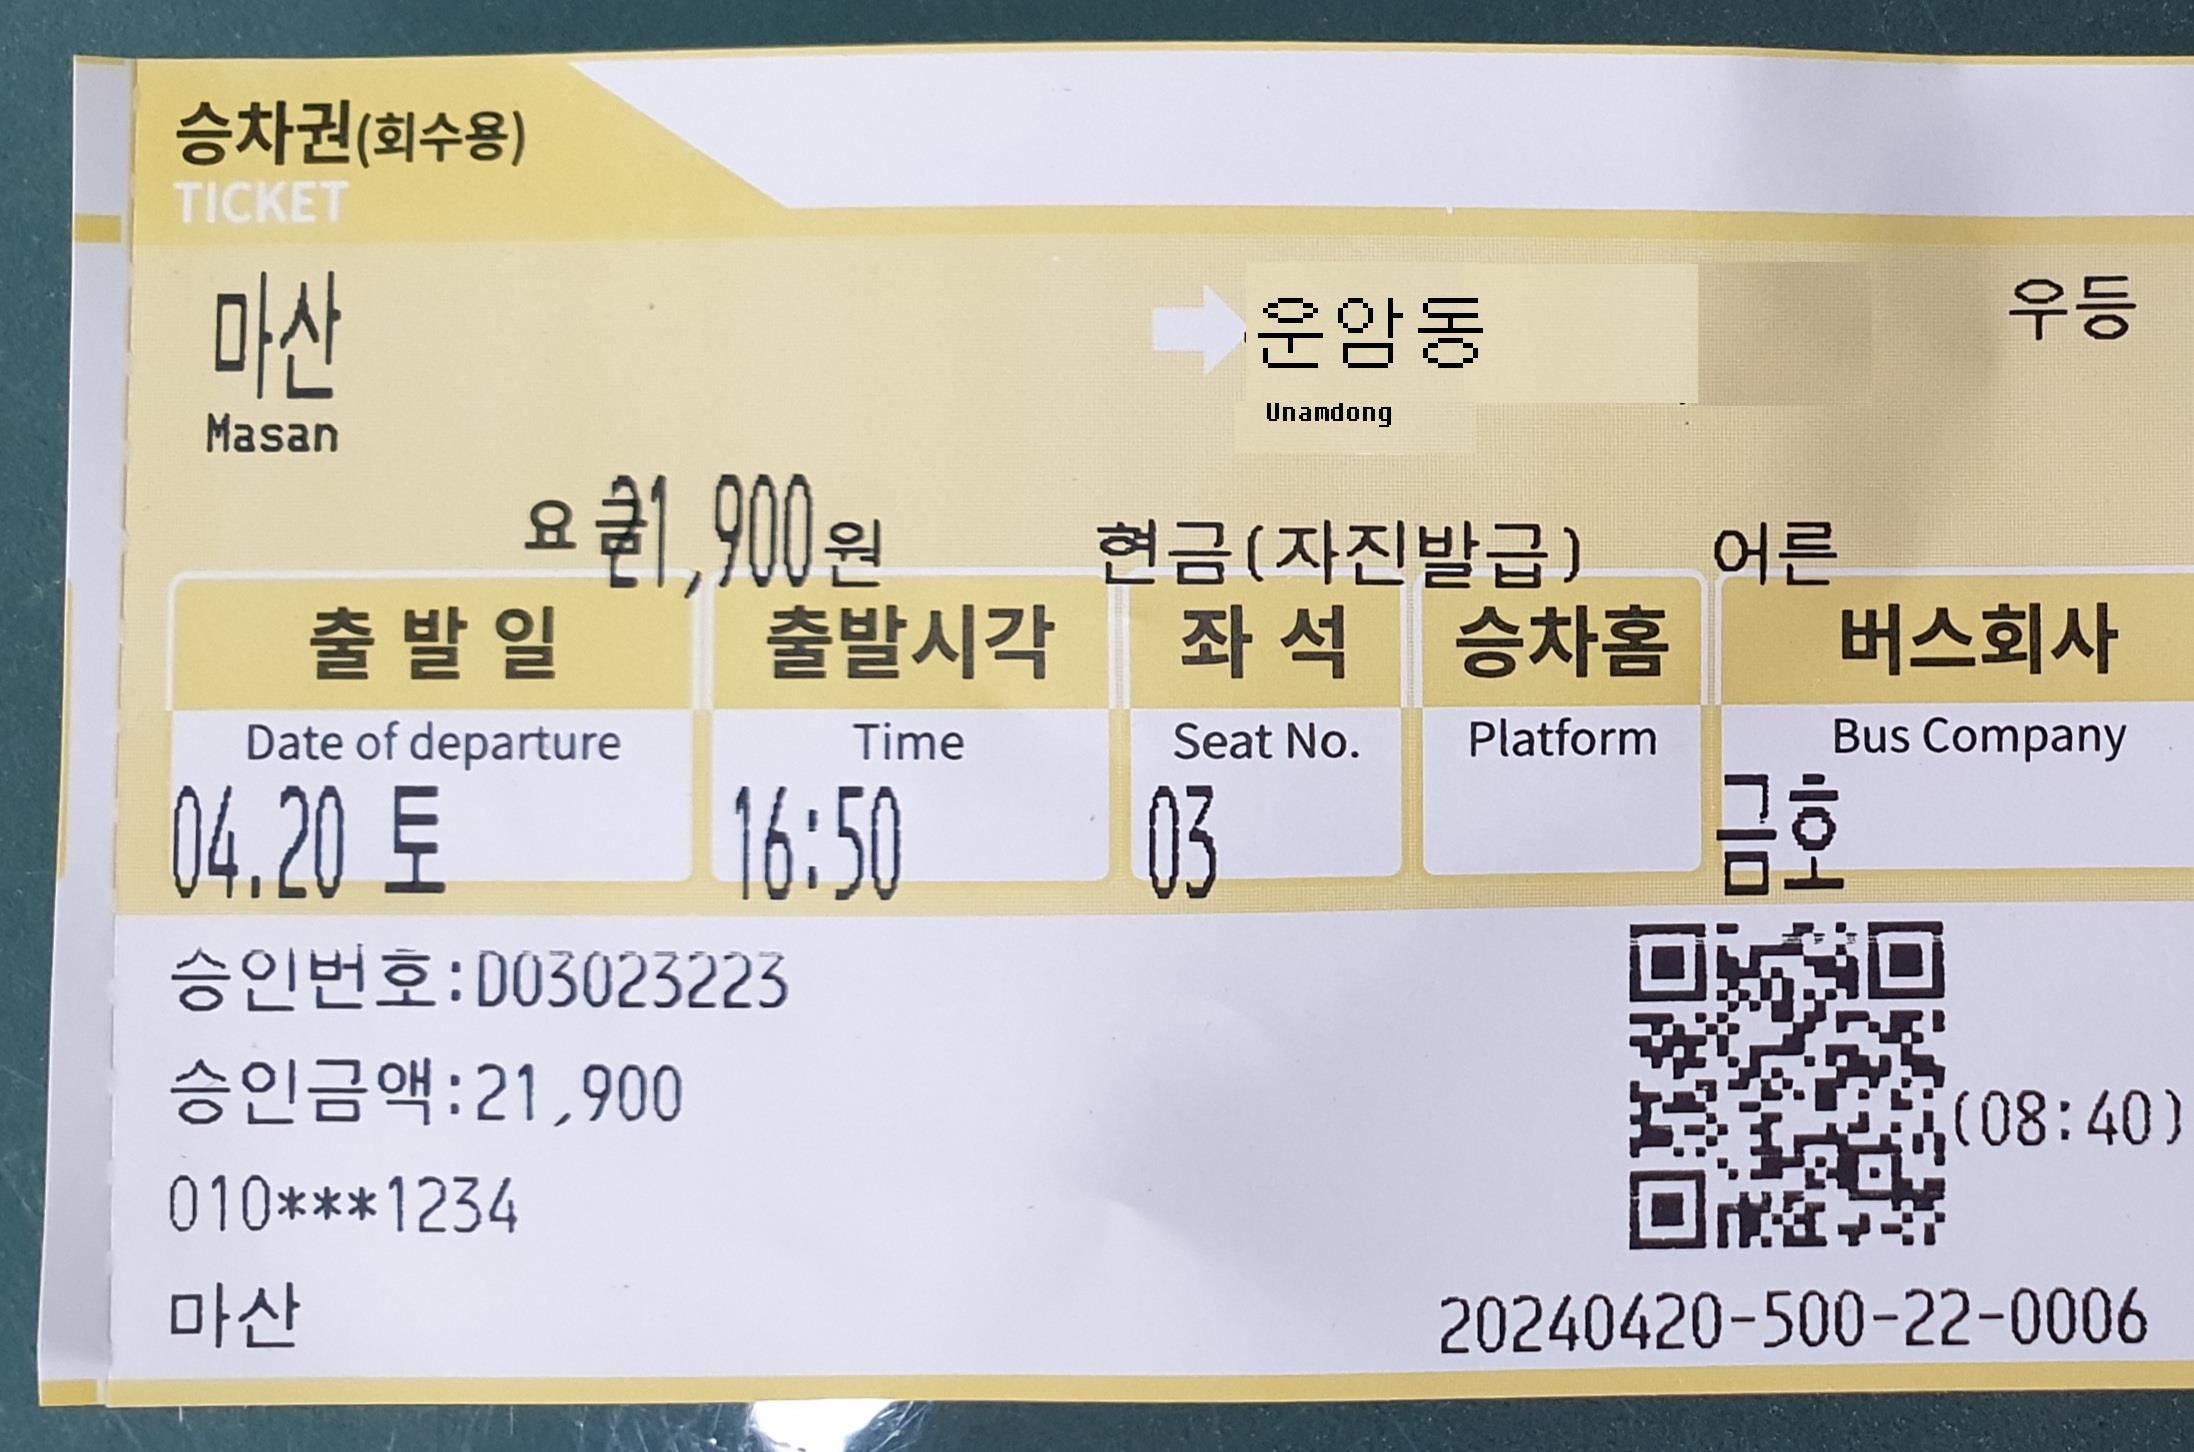 승차권(회수용)
TICKET
마산 운암동 우등
Masan Unamdong
요금 21,900원 현금(자진발급) 어른
출발일 출발시각 좌석 승차홈 버스회사
Date of departure Time Seat No. Platform Bus Company
04.20 토 16:50 03 금호
승인번호:D03023223
승인금액:21,900
(08:40)
010***1234
마산
20240420-500-22-0006